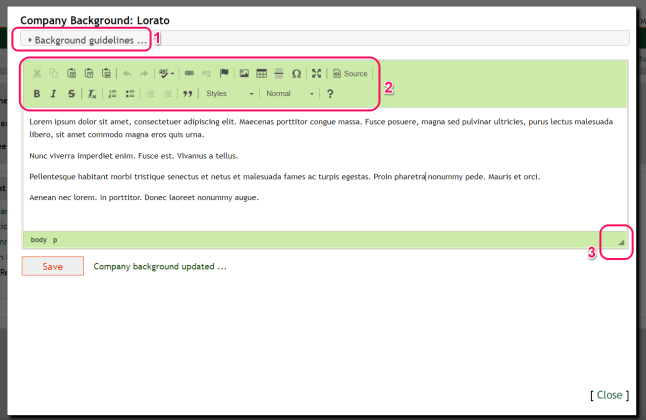 Company Background: Lorato
Background guidelines ...
1
Source
2
B I S Tx Styles Normal ?
Lorem ipsum dolor sit amet, consectetuer adipiscing elit. Maecenas porttitor congue massa. Fusce posuere, magna sed pulvinar ultricies, purus lectus malesuada
libero, sit amet commodo magna eros quis urna.
Nunc viverra imperdiet enim. Fusce est. Vivamus a tellus.
Pellentesque habitant morbi tristique senectus et netus et malesuada fames ac turpis egestas. Proin pharetra nonummy pede. Mauris et orci.
Aenean nec lorem. In porttitor. Donec laoreet nonummy augue.
body p
3
Save Company background updated ...
[ Close ]